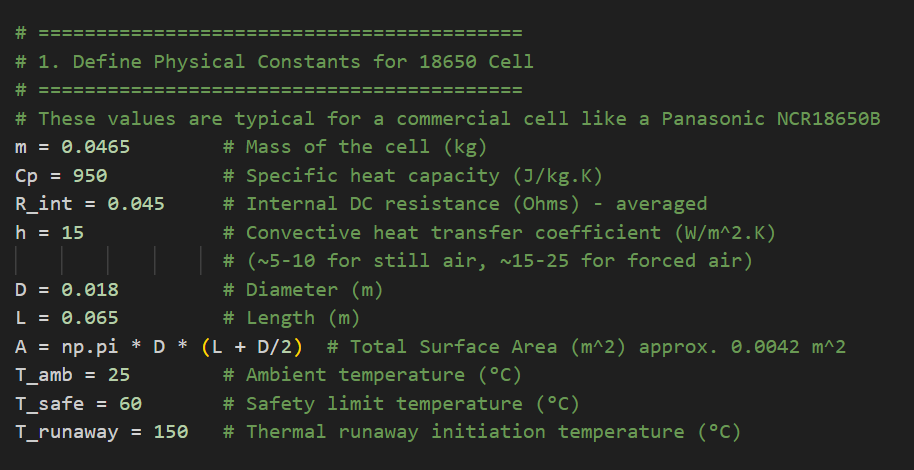 # ==========================================
# 1. Define Physical Constants for 18650 Cell
# ==========================================
# These values are typical for a commercial cell like a Panasonic NCR18650B
m = 0.0465        # Mass of the cell (kg)
Cp = 950          # Specific heat capacity (J/kg.K)
R_int = 0.045     # Internal DC resistance (Ohms) - averaged
h = 15            # Convective heat transfer coefficient (W/m^2.K)
                  # (~5-10 for still air, ~15-25 for forced air)
D = 0.018         # Diameter (m)
L = 0.065         # Length (m)
A = np.pi * D * (L + D/2)  # Total Surface Area (m^2) approx. 0.0042 m^2
T_amb = 25        # Ambient temperature (°C)
T_safe = 60       # Safety limit temperature (°C)
T_runaway = 150   # Thermal runaway initiation temperature (°C)